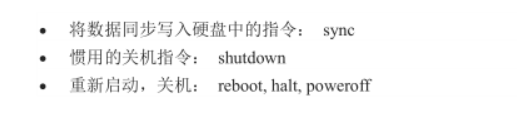 • 将数据同步写入硬盘中的指令： sync
• 惯用的关机指令： shutdown
• 重新启动，关机： reboot, halt, poweroff